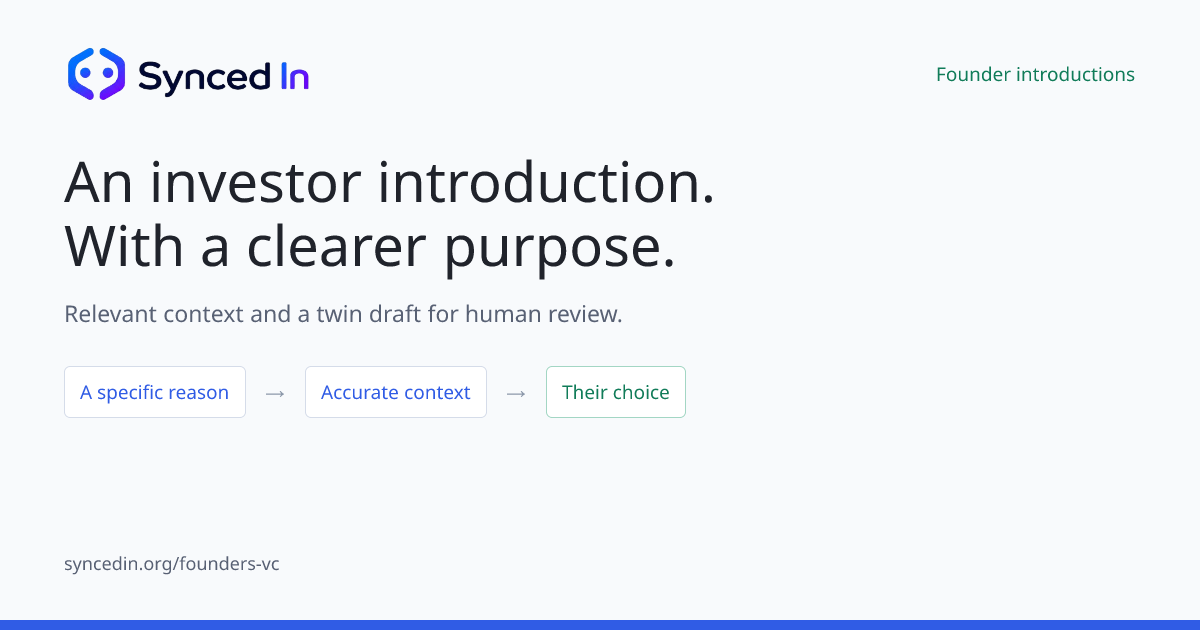 Synced In
Founder introductions
An investor introduction.
With a clearer purpose.
Relevant context and a twin draft for human review.
A specific reason → Accurate context → Their choice
syncedin.org/founders-vc